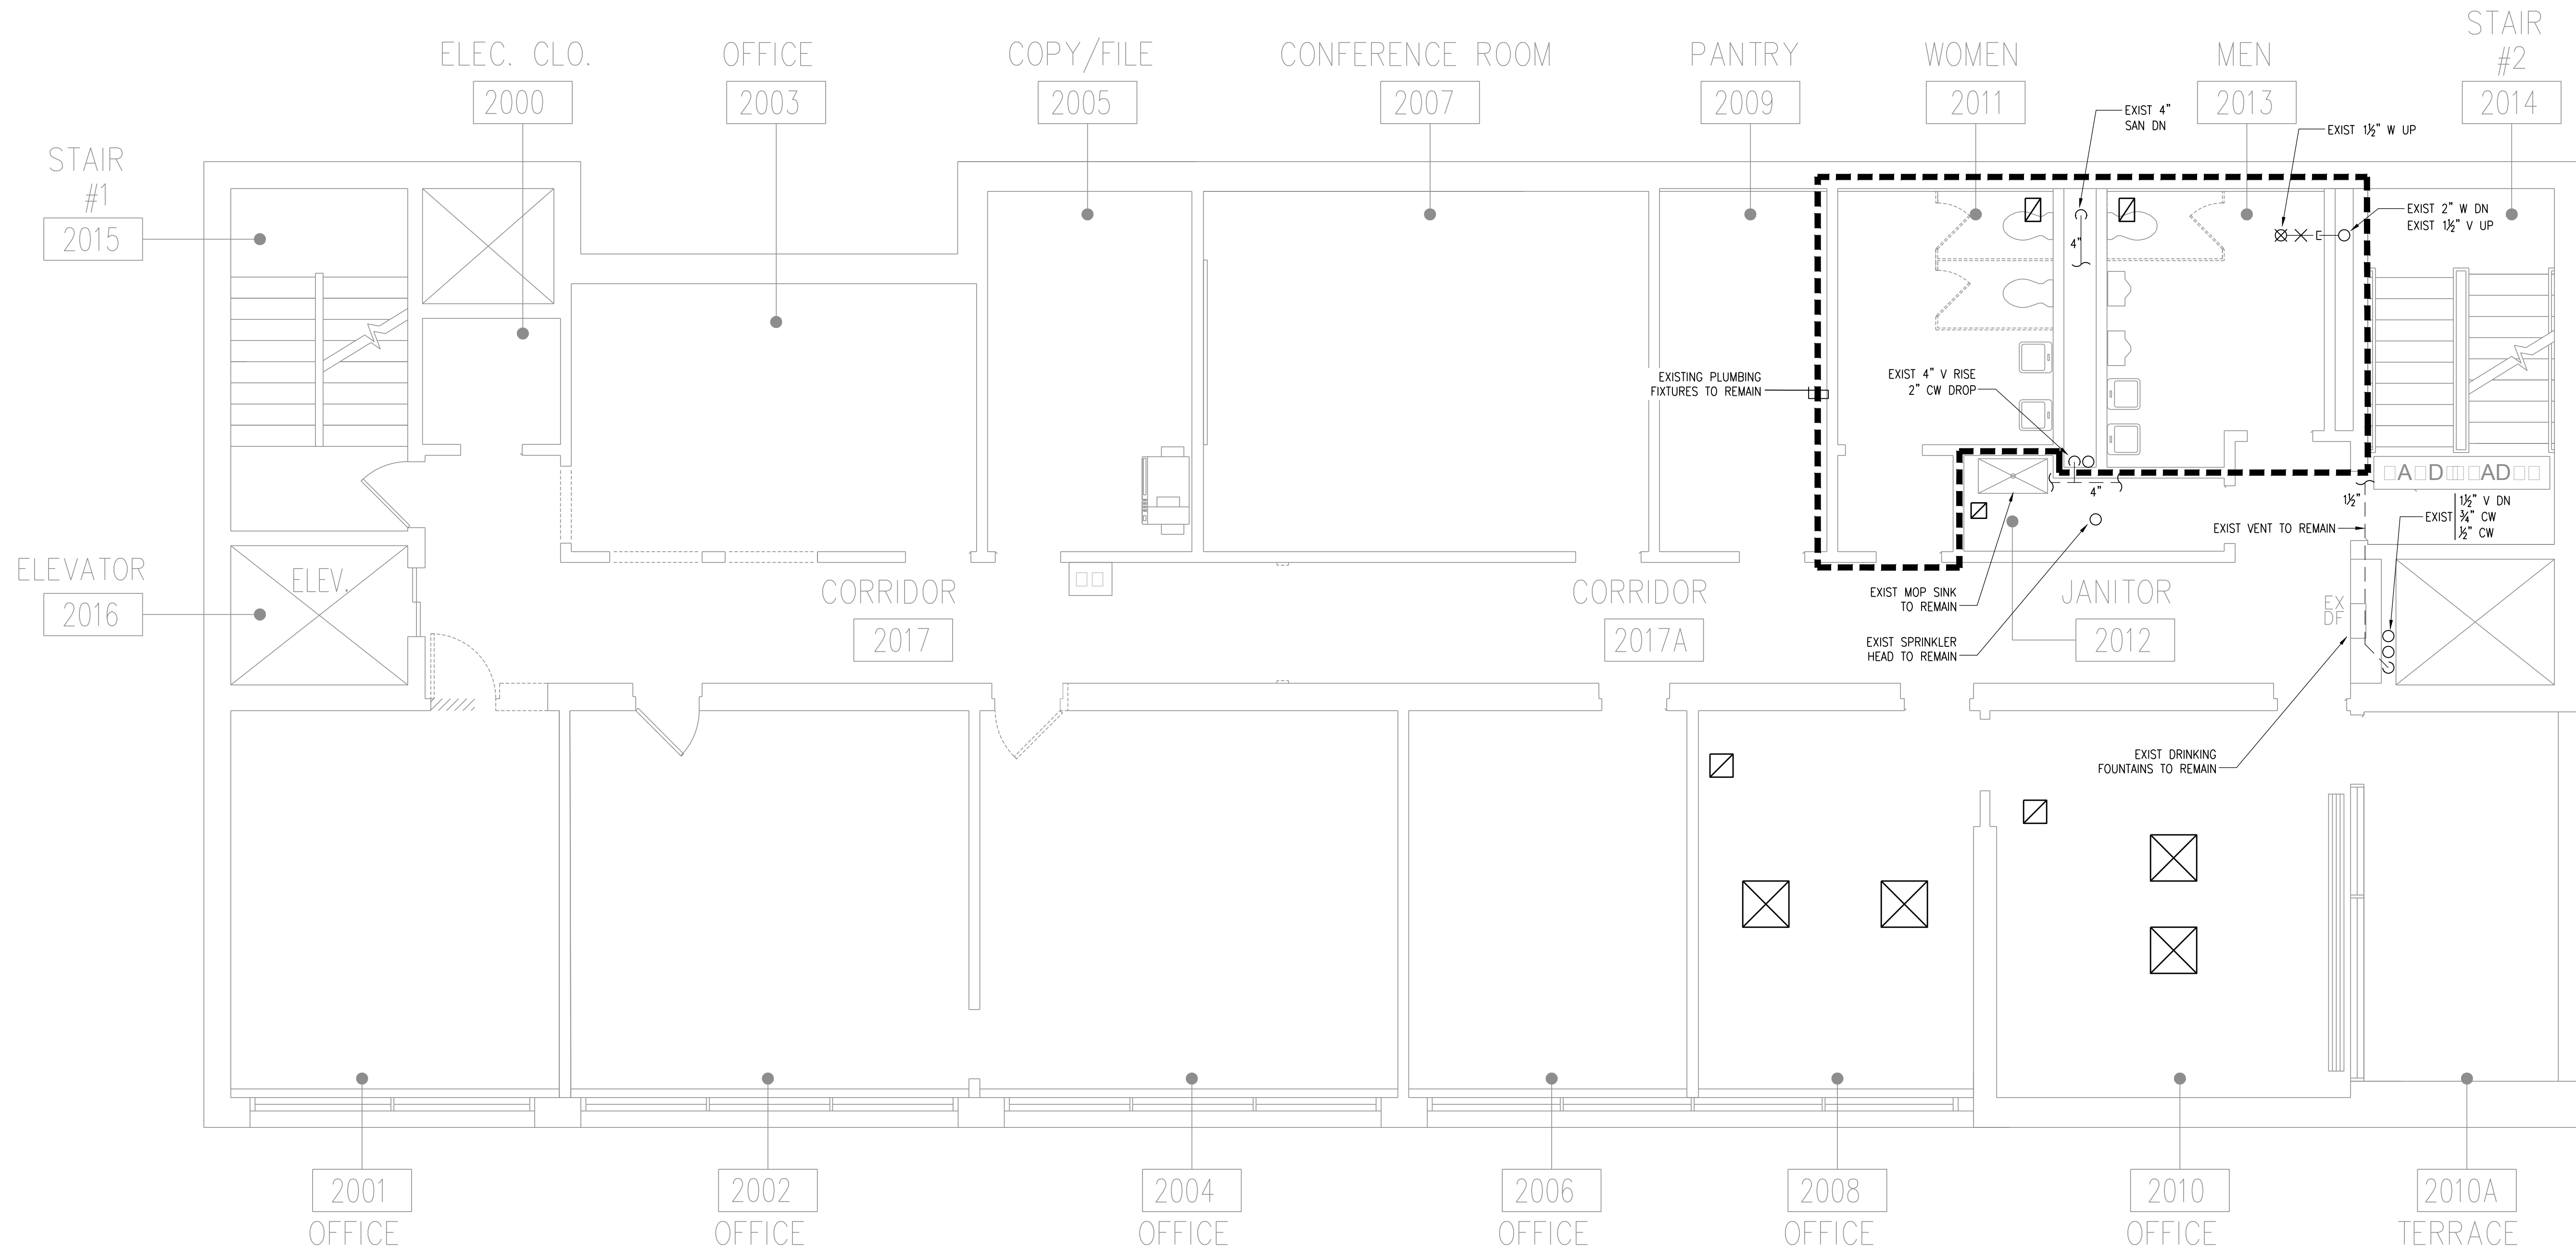 STAIR
#1
2015
ELEC. CLO.
2000
OFFICE
2003
COPY/FILE
2005
CONFERENCE ROOM
2007
PANTRY
2009
WOMEN
2011
MEN
2013
STAIR
#2
2014
EXIST 4"
SAN DN
EXIST 1½" W UP
EXIST 2" W DN
EXIST 1½" V UP
4"
EXISTING PLUMBING
FIXTURES TO REMAIN
EXIST 4" V RISE
2" CW DROP
4"
1½"
EXIST VENT TO REMAIN
1½" V DN
EXIST ¾" CW
½" CW
ELEVATOR
2016
ELEV.
CORRIDOR
2017
CORRIDOR
2017A
EXIST MOP SINK
TO REMAIN
EXIST SPRINKLER
HEAD TO REMAIN
JANITOR
2012
EX
DF
EXIST DRINKING
FOUNTAINS TO REMAIN
2001
OFFICE
2002
OFFICE
2004
OFFICE
2006
OFFICE
2008
OFFICE
2010
OFFICE
2010A
TERRACE